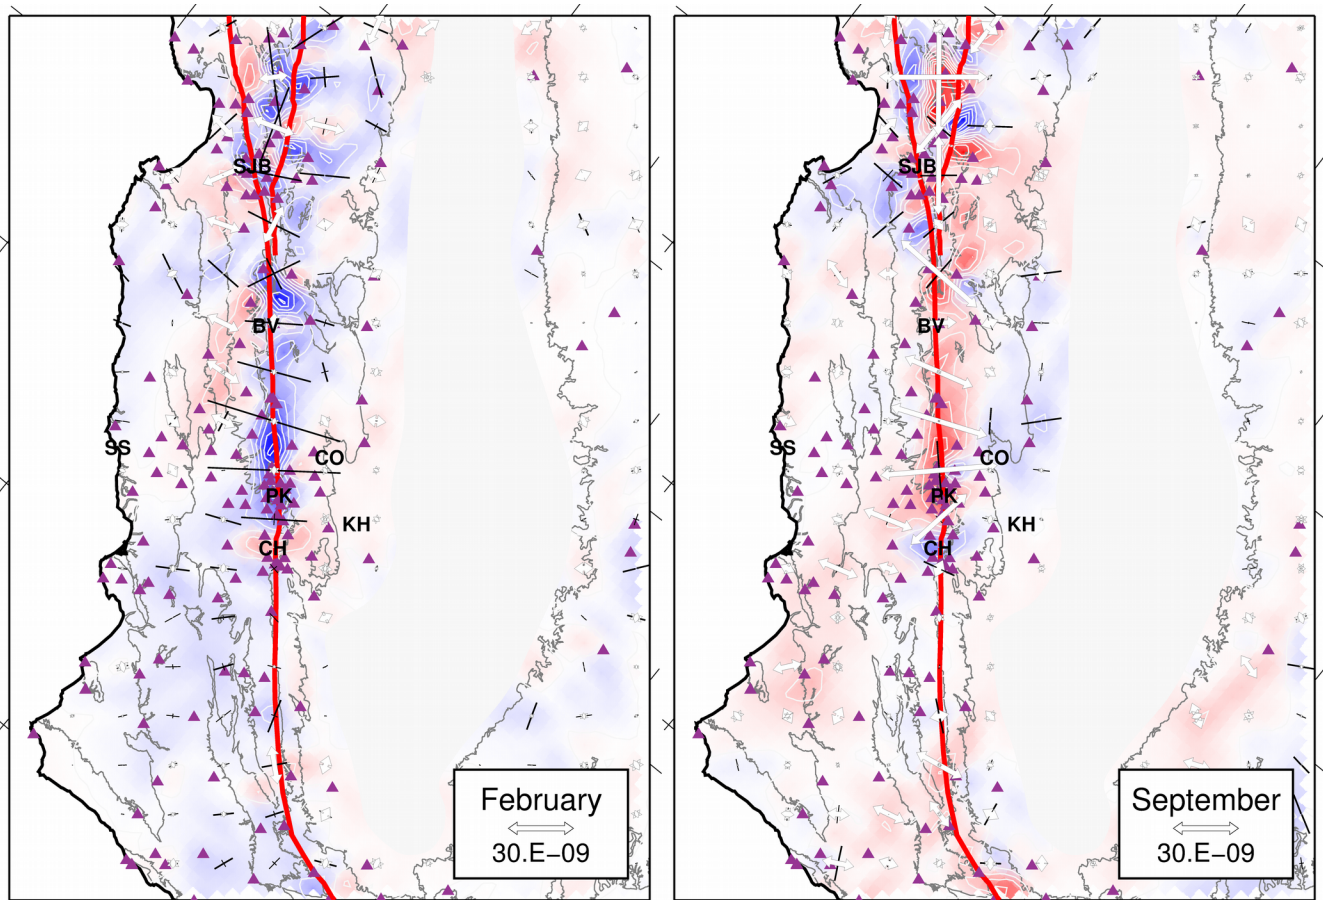 SJB
BV
SS
CO
PK
KH
CH
February
30.E−09
SJB
BV
SS
CO
PK
KH
CH
September
30.E−09